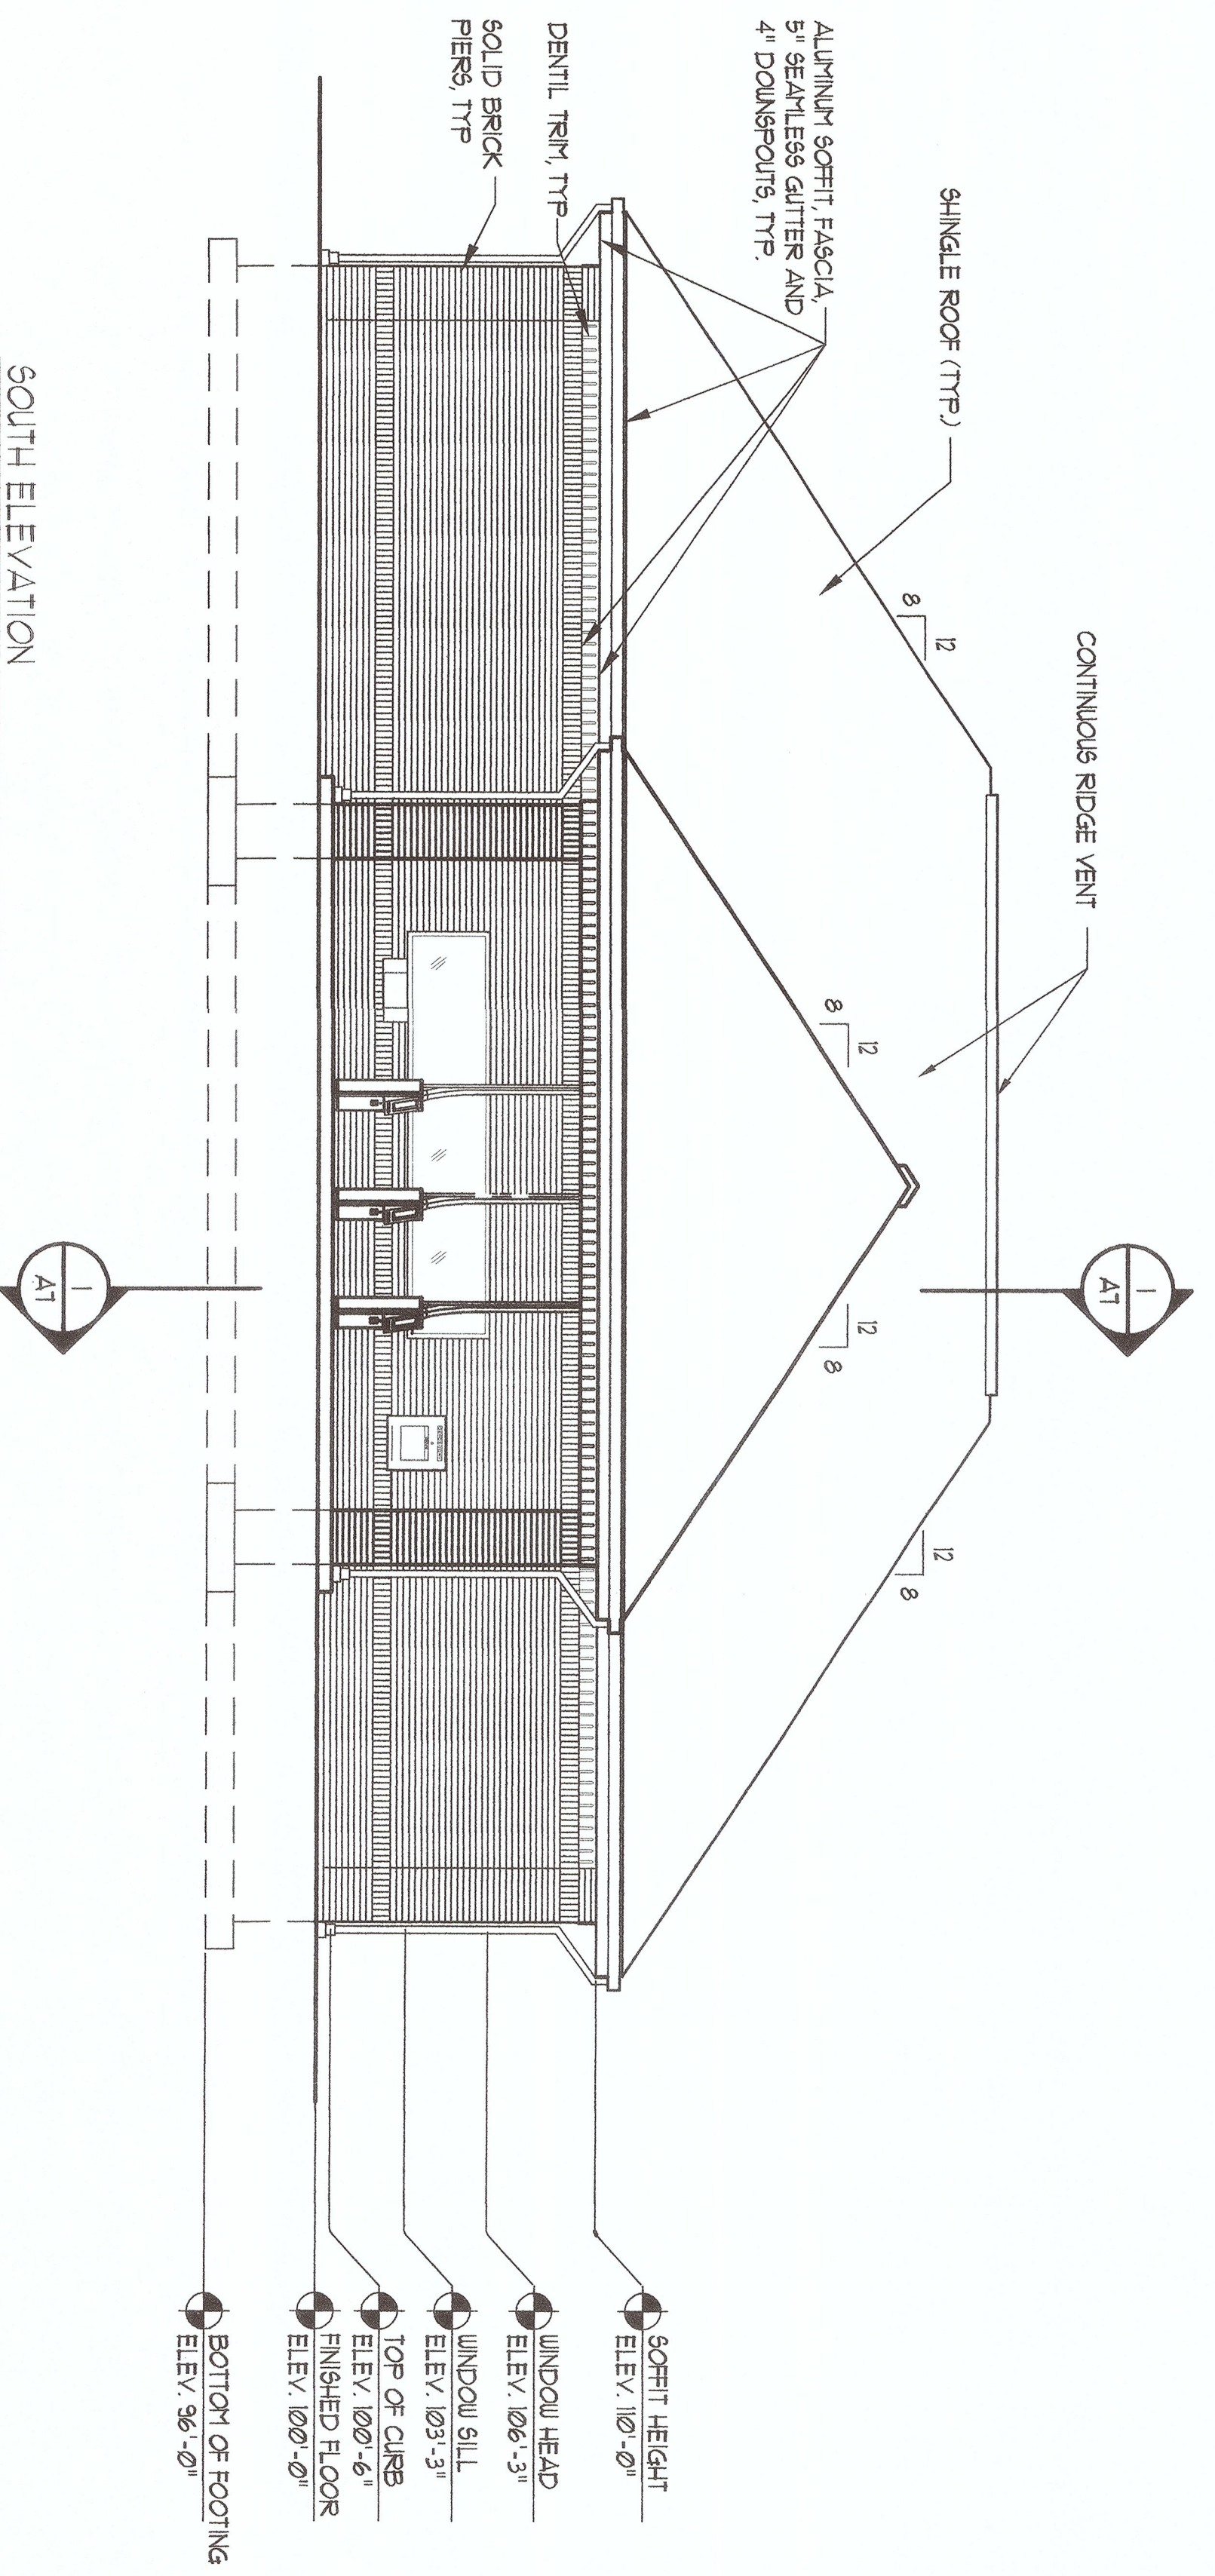 CONTINUOUS RIDGE VENT
SHINGLE ROOF (TYP.)
12
8
12
8
12
8
12
8
ALUMINUM SOFFIT, FASCIA,
5" SEAMLESS GUTTER AND
4" DOWNSPOUTS, TYP.
DENTIL TRIM, TYP
SOLID BRICK
PIERS, TYP
1
A7
1
A7
SOFFIT HEIGHT
ELEV. 110'-0"
WINDOW HEAD
ELEV. 106'-3"
WINDOW SILL
ELEV. 103'-3"
TOP OF CURB
ELEV. 100'-6"
FINISHED FLOOR
ELEV. 100'-0"
BOTTOM OF FOOTING
ELEV. 96'-0"
SOUTH ELEVATION